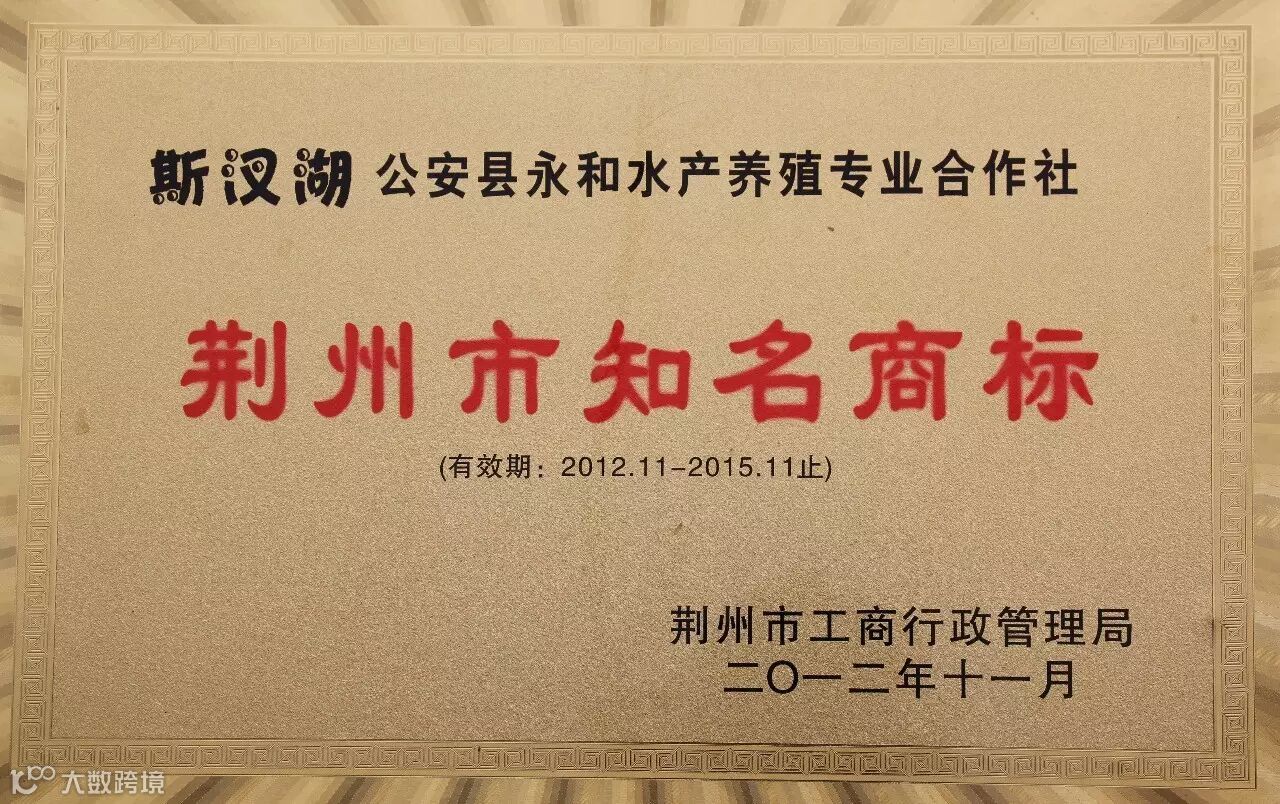 斯汊湖 公安县永和水产养殖专业合作社
荆州市知名商标
(有效期：2012.11-2015.11止)
荆州市工商行政管理局
二〇一二年十一月
大数跨境